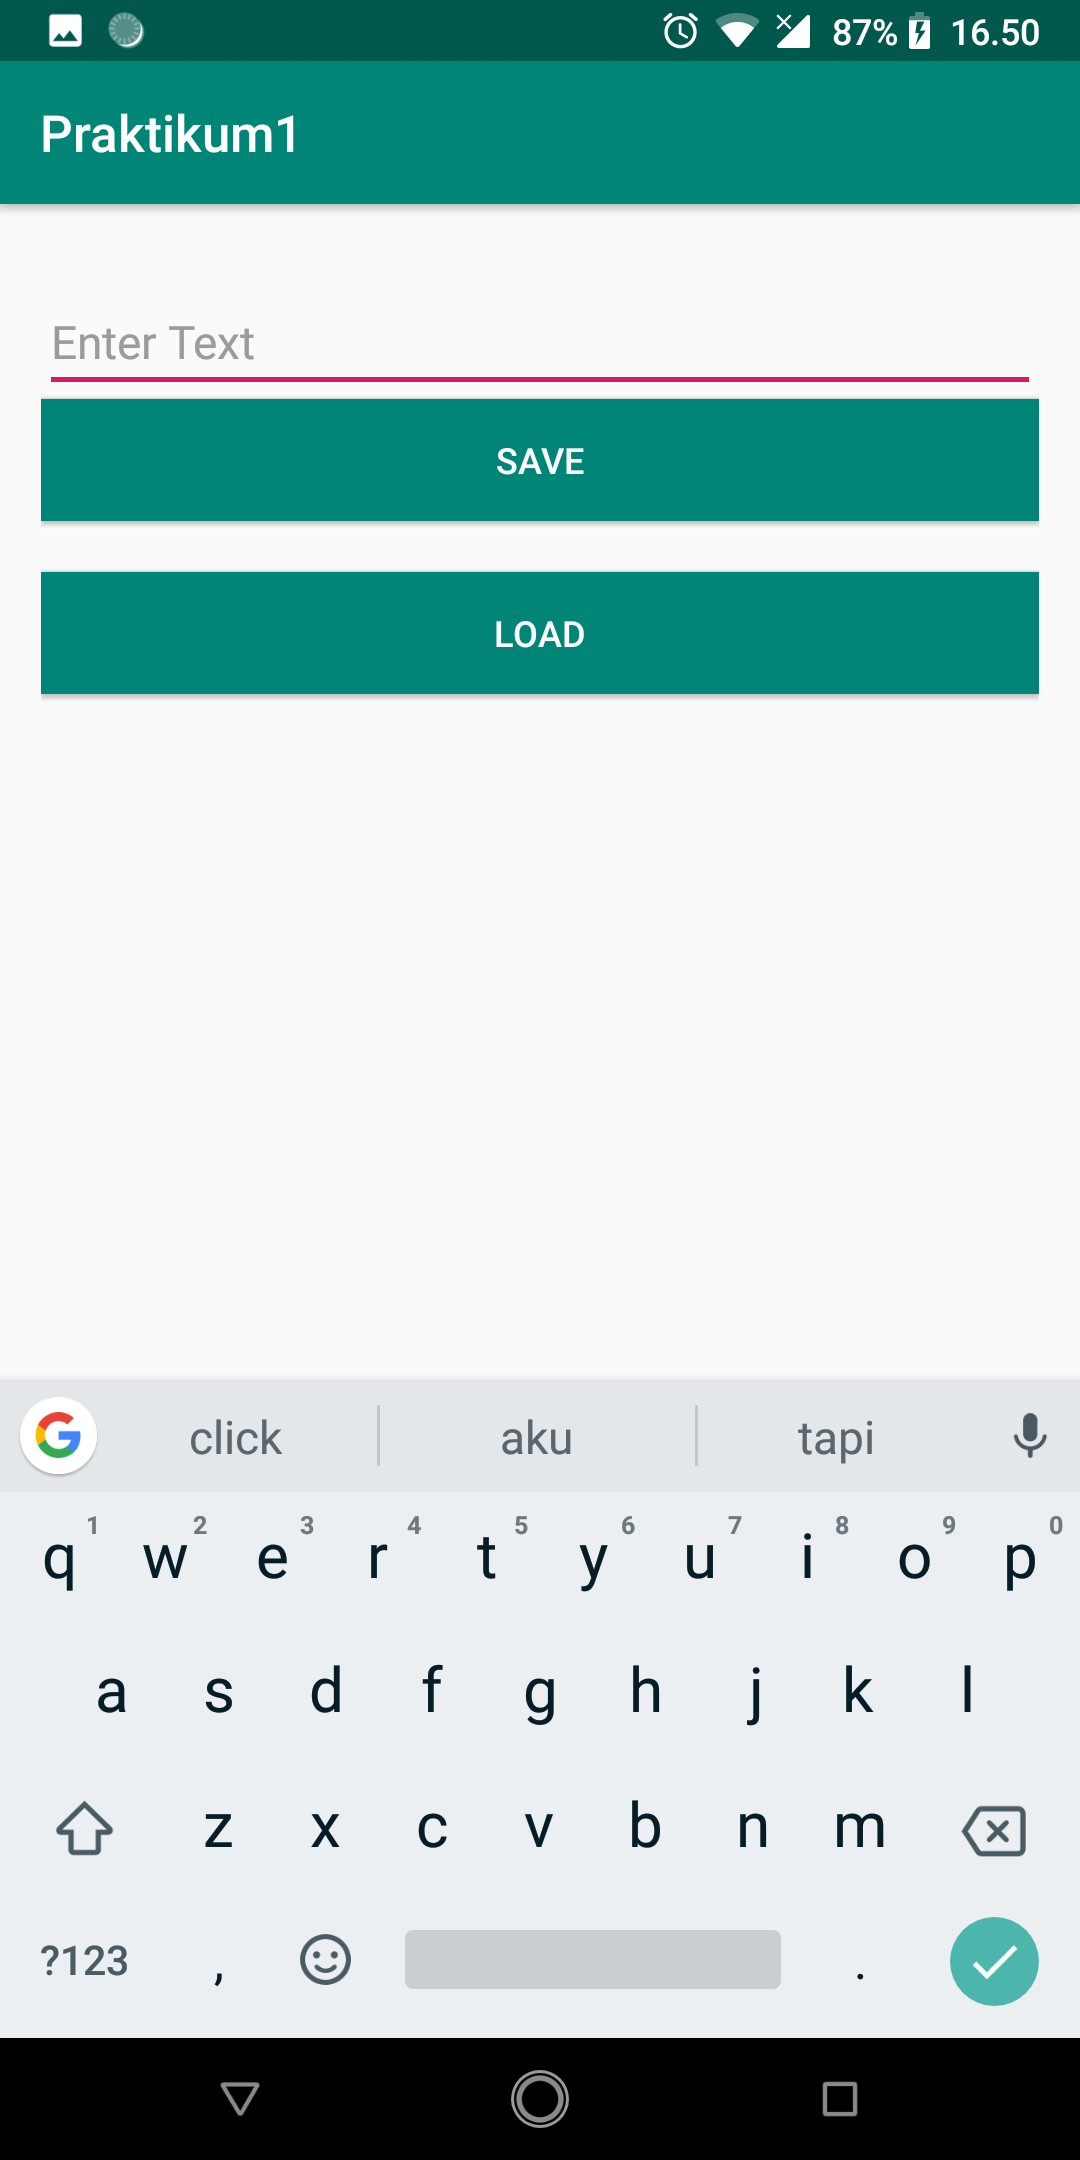 87% 16.50
Praktikum1
Enter Text
SAVE
LOAD
click aku tapi
1 2 3 4 5 6 7 8 9 0
q w e r t y u i o p
a s d f g h j k l
z x c v b n m
?123 , .